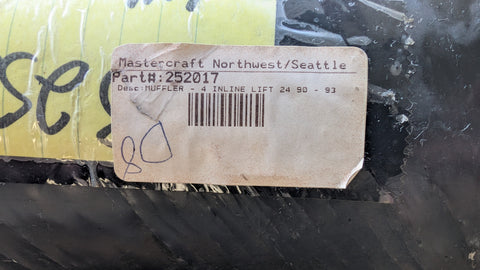 Mastercraft Northwest/Seattle
Part#:252017
Desc:MUFFLER - 4 INLINE LIFT 24 90 - 93
80